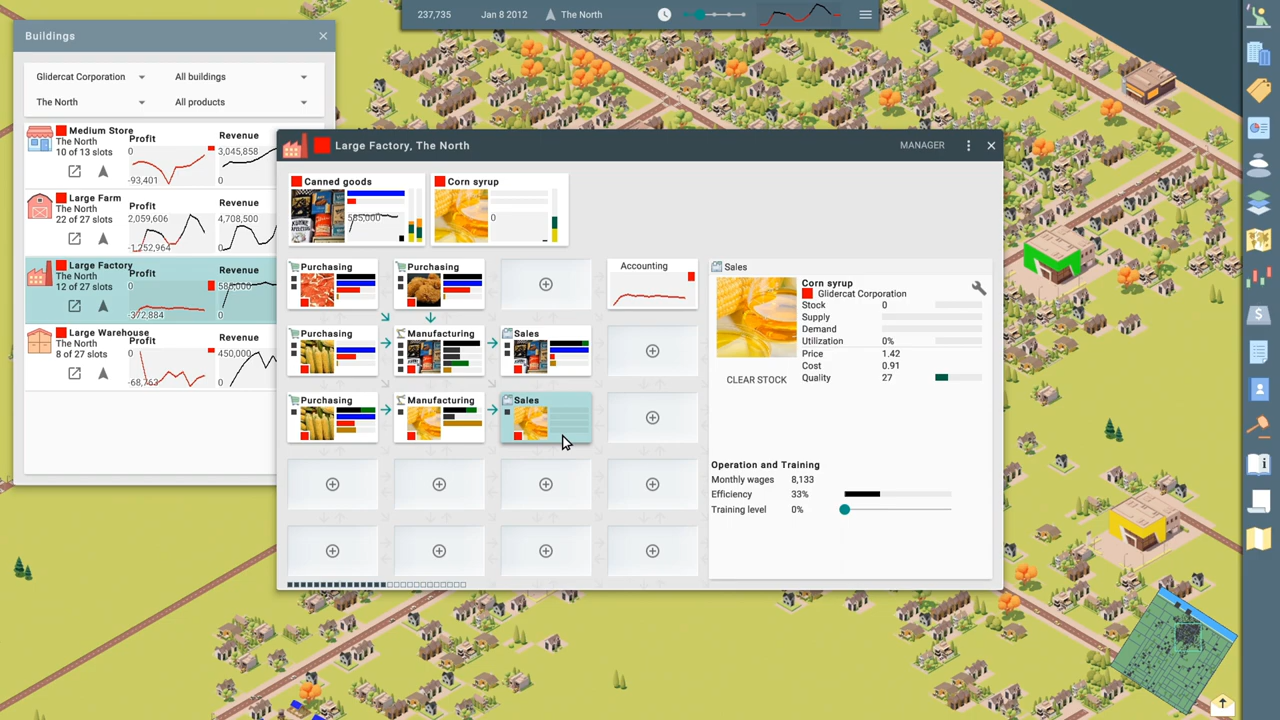 237,735
Jan 8 2012
The North
Buildings
Glidercat Corporation
All buildings
The North
All products
Medium Store
The North
10 of 13 slots
Profit
0
-93,401
Revenue
3,045,858
0
Large Farm
The North
22 of 27 slots
Profit
2,059,606
-1,252,964
Revenue
4,708,500
0
Large Factory
The North
12 of 27 slots
Profit
0
-372,884
Revenue
585,000
0
Large Warehouse
The North
8 of 27 slots
Profit
0
-68,763
Revenue
450,000
0
Large Factory, The North
MANAGER
Canned goods
585,000
Corn syrup
0
Purchasing
Purchasing
Accounting
Purchasing
Manufacturing
Sales
Purchasing
Manufacturing
Sales
Sales
Corn syrup
Glidercat Corporation
Stock 0
Supply
Demand
Utilization 0%
Price 1.42
Cost 0.91
Quality 27
CLEAR STOCK
Operation and Training
Monthly wages 8,133
Efficiency 33%
Training level 0%